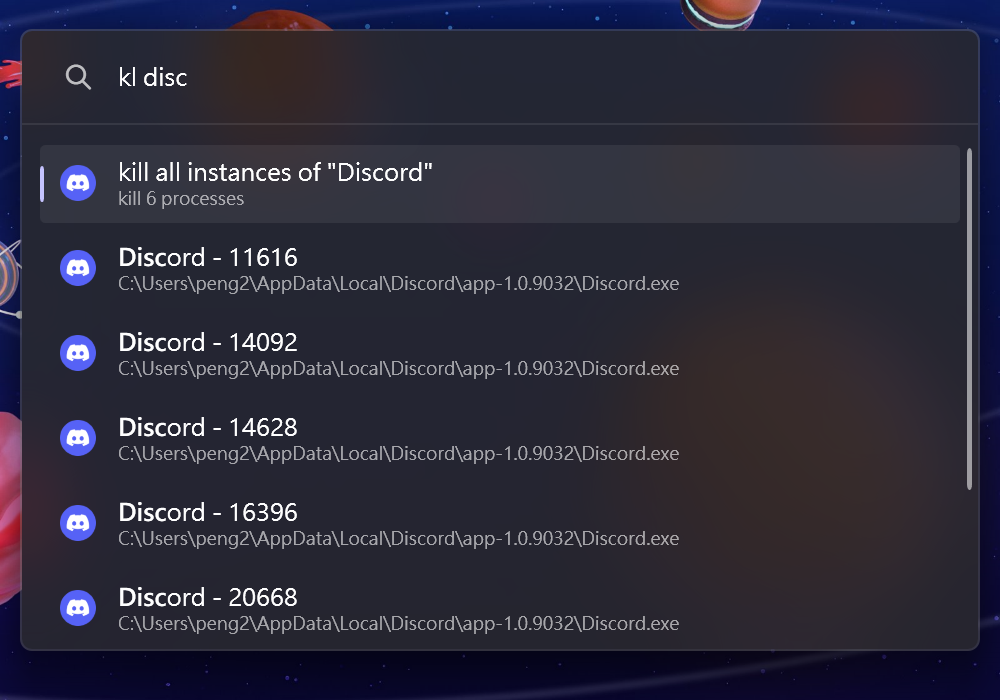 kl disc
kill all instances of "Discord"
kill 6 processes
Discord - 11616
C:\Users\peng2\AppData\Local\Discord\app-1.0.9032\Discord.exe
Discord - 14092
C:\Users\peng2\AppData\Local\Discord\app-1.0.9032\Discord.exe
Discord - 14628
C:\Users\peng2\AppData\Local\Discord\app-1.0.9032\Discord.exe
Discord - 16396
C:\Users\peng2\AppData\Local\Discord\app-1.0.9032\Discord.exe
Discord - 20668
C:\Users\peng2\AppData\Local\Discord\app-1.0.9032\Discord.exe